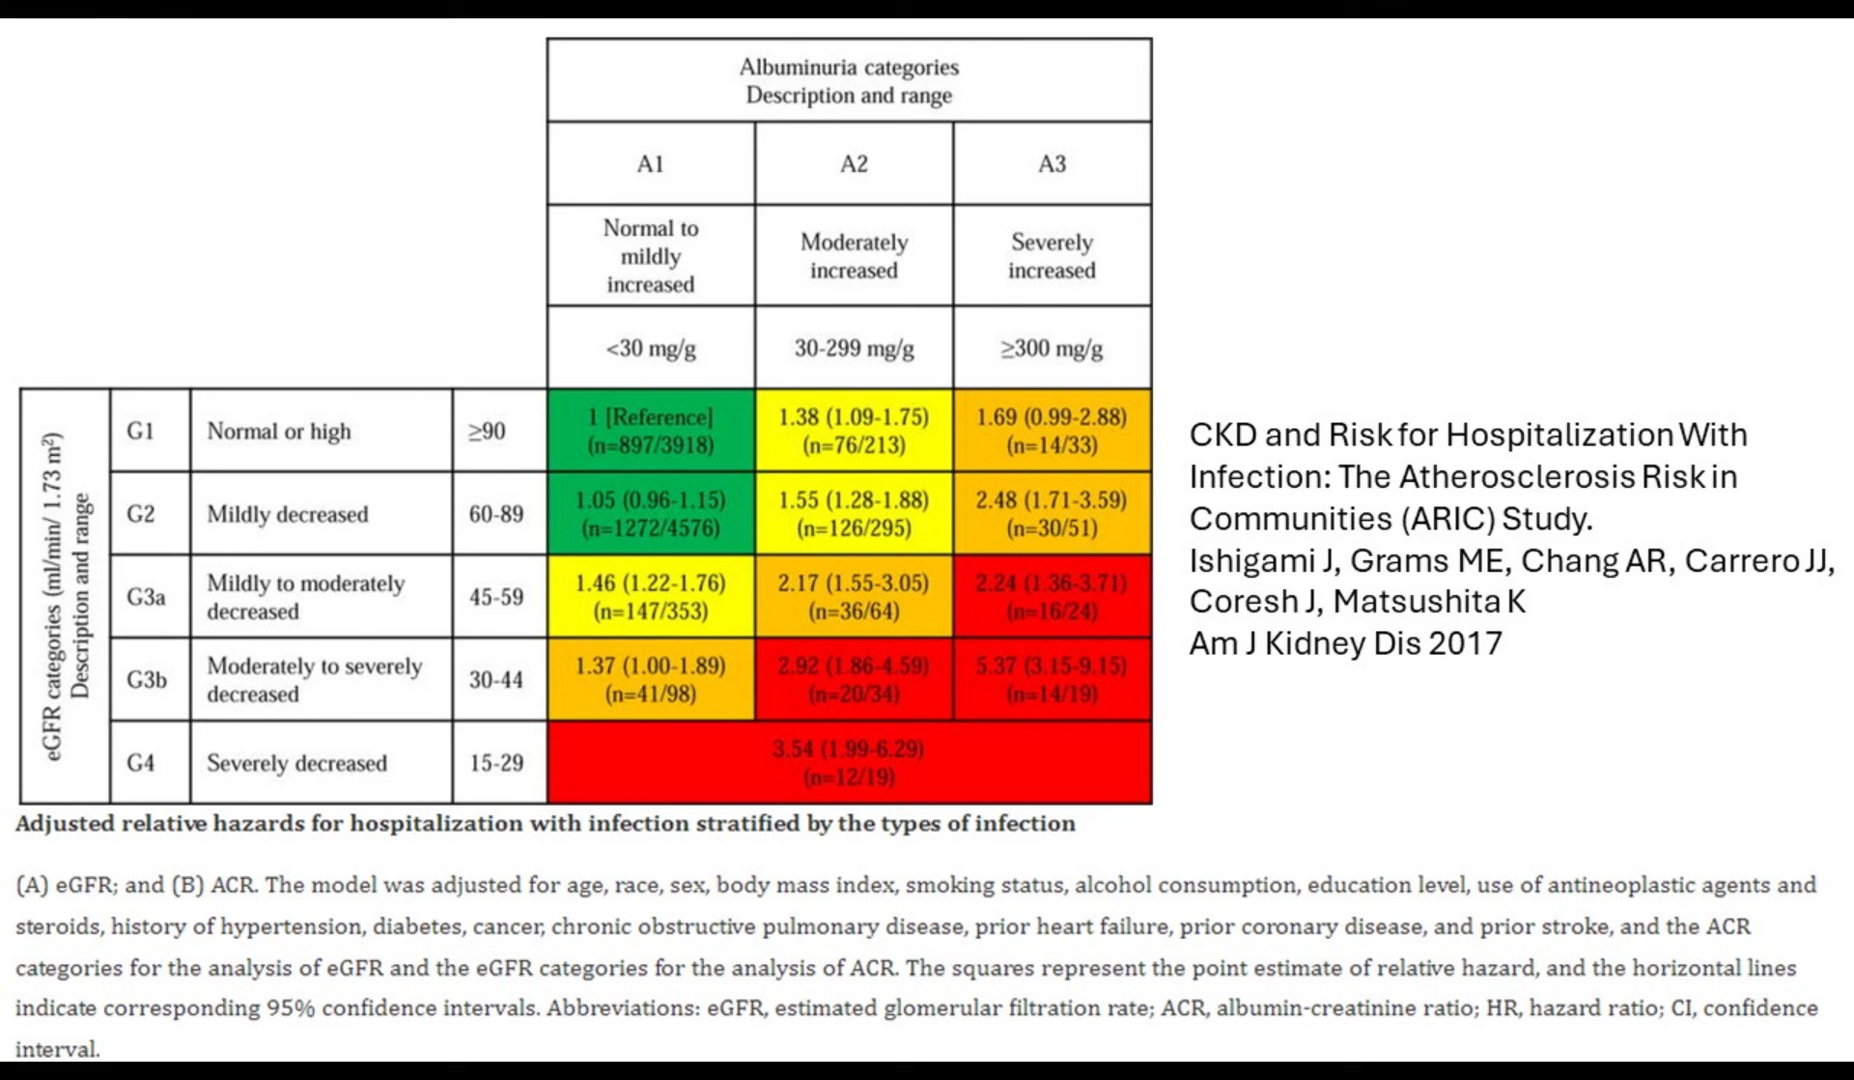 Albuminuria categories
Description and range
A1
A2
A3
Normal to
mildly
increased
Moderately
increased
Severely
increased
<30 mg/g
30-299 mg/g
≥300 mg/g
eGFR categories (ml/min/ 1.73 m²)
Description and range
G1
Normal or high
≥90
1 [Reference]
(n=897/3918)
1.38 (1.09-1.75)
(n=76/213)
1.69 (0.99-2.88)
(n=14/33)
G2
Mildly decreased
60-89
1.05 (0.96-1.15)
(n=1272/4576)
1.55 (1.28-1.88)
(n=126/295)
2.48 (1.71-3.59)
(n=30/51)
G3a
Mildly to moderately
decreased
45-59
1.46 (1.22-1.76)
(n=147/353)
2.17 (1.55-3.05)
(n=36/64)
2.24 (1.36-3.71)
(n=16/24)
G3b
Moderately to severely
decreased
30-44
1.37 (1.00-1.89)
(n=41/98)
2.92 (1.86-4.59)
(n=20/34)
5.37 (3.15-9.15)
(n=14/19)
G4
Severely decreased
15-29
3.54 (1.99-6.29)
(n=12/19)
CKD and Risk for Hospitalization With
Infection: The Atherosclerosis Risk in
Communities (ARIC) Study.
Ishigami J, Grams ME, Chang AR, Carrero JJ,
Coresh J, Matsushita K
Am J Kidney Dis 2017
Adjusted relative hazards for hospitalization with infection stratified by the types of infection
(A) eGFR; and (B) ACR. The model was adjusted for age, race, sex, body mass index, smoking status, alcohol consumption, education level, use of antineoplastic agents and
steroids, history of hypertension, diabetes, cancer, chronic obstructive pulmonary disease, prior heart failure, prior coronary disease, and prior stroke, and the ACR
categories for the analysis of eGFR and the eGFR categories for the analysis of ACR. The squares represent the point estimate of relative hazard, and the horizontal lines
indicate corresponding 95% confidence intervals. Abbreviations: eGFR, estimated glomerular filtration rate; ACR, albumin-creatinine ratio; HR, hazard ratio; CI, confidence
interval.